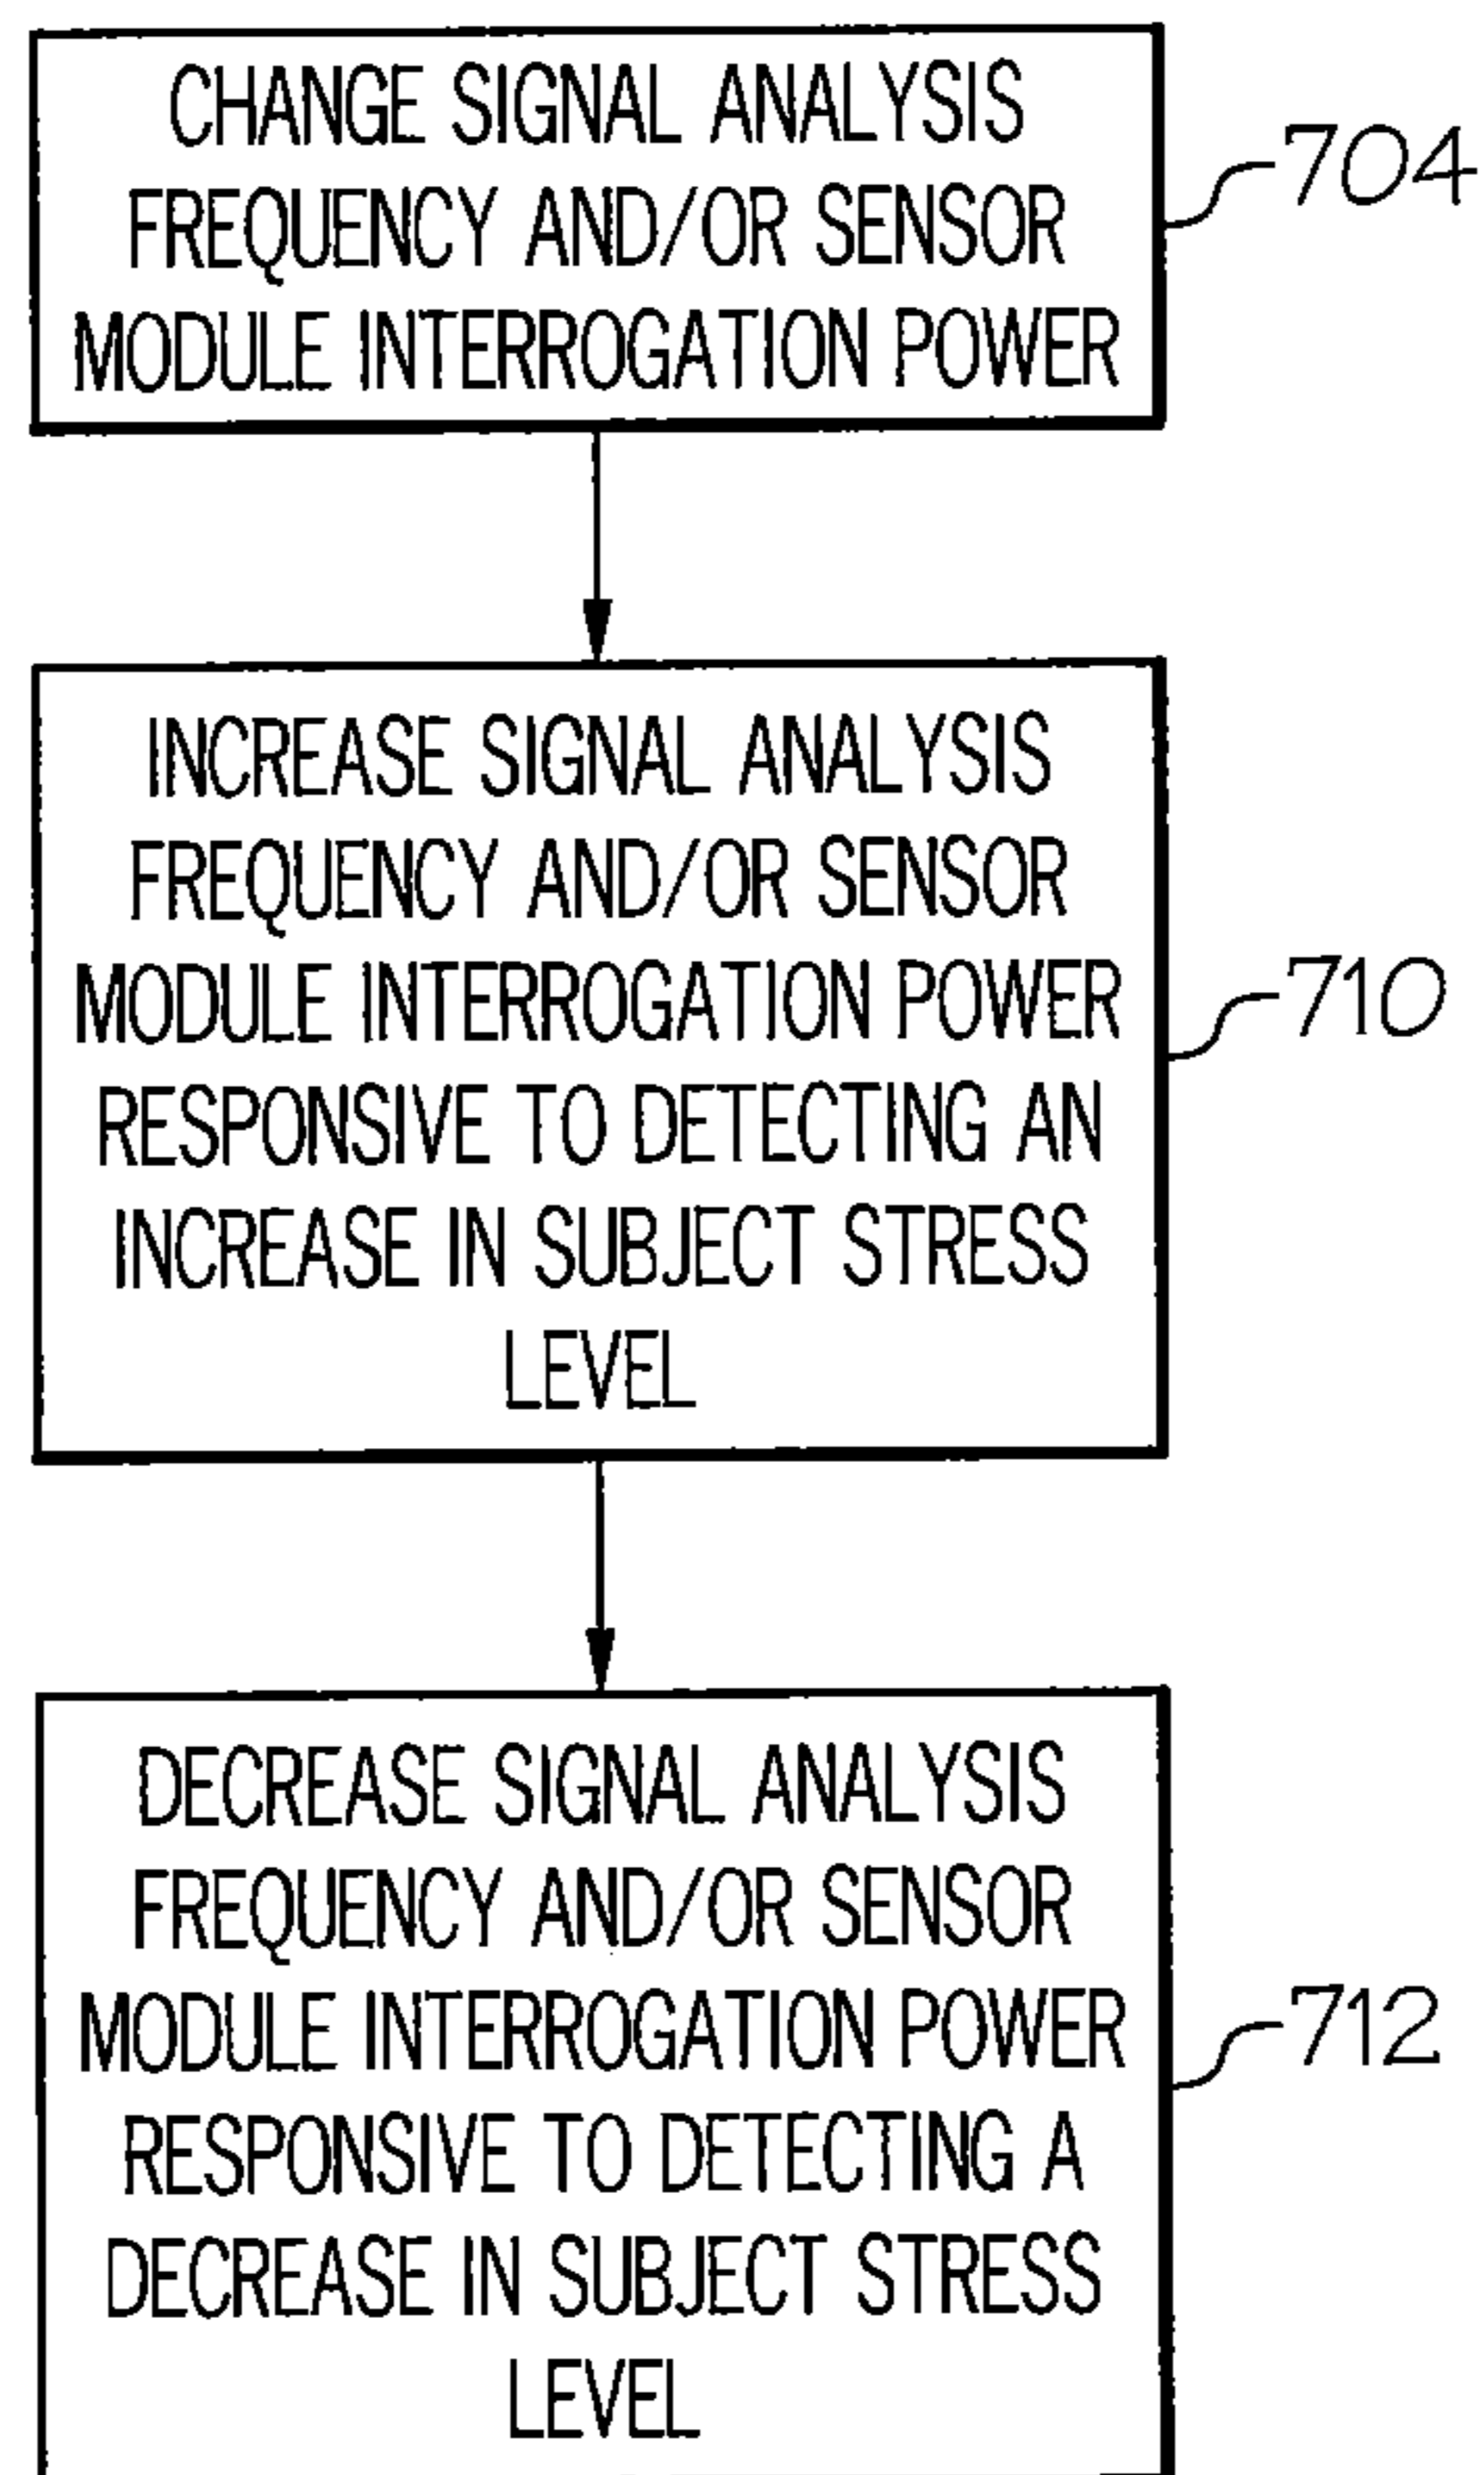 CHANGE SIGNAL ANALYSIS
FREQUENCY AND/OR SENSOR
MODULE INTERROGATION POWER
704
INCREASE SIGNAL ANALYSIS
FREQUENCY AND/OR SENSOR
MODULE INTERROGATION POWER
RESPONSIVE TO DETECTING AN
INCREASE IN SUBJECT STRESS
LEVEL
710
DECREASE SIGNAL ANALYSIS
FREQUENCY AND/OR SENSOR
MODULE INTERROGATION POWER
RESPONSIVE TO DETECTING A
DECREASE IN SUBJECT STRESS
LEVEL
712